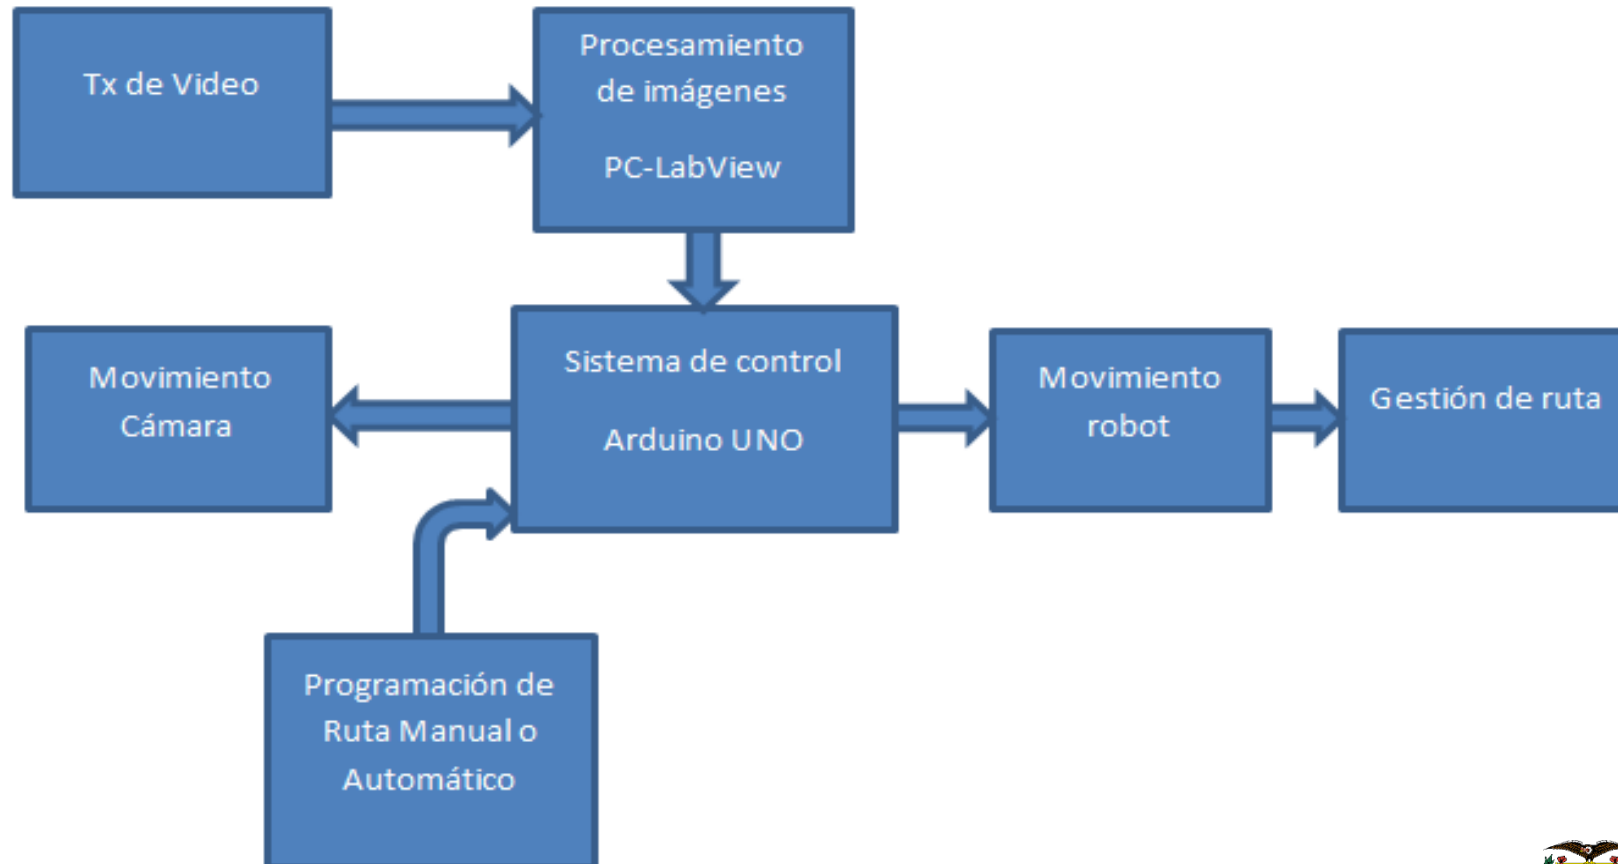 Tx de Video
Procesamiento
de imágenes
PC-LabView
Movimiento
Cámara
Sistema de control
Arduino UNO
Movimiento
robot
Gestión de ruta
Programación de
Ruta Manual o
Automático